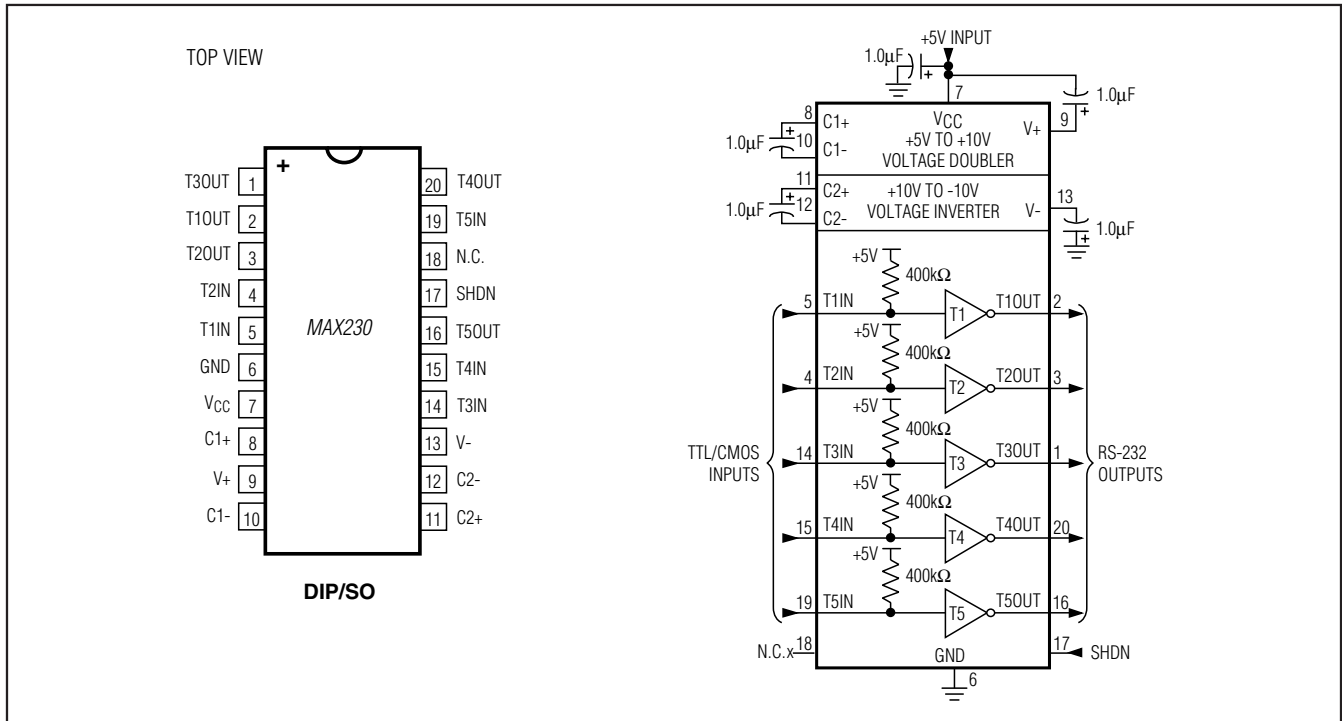 TOP VIEW
+
MAX230
T3OUT 1
T1OUT 2
T2OUT 3
T2IN 4
T1IN 5
GND 6
VCC 7
C1+ 8
V+ 9
C1- 10
20 T4OUT
19 T5IN
18 N.C.
17 SHDN
16 T5OUT
15 T4IN
14 T3IN
13 V-
12 C2-
11 C2+
DIP/SO
+5V INPUT
1.0µF
+
7
1.0µF
+
8 C1+
1.0µF
+
10 C1-
VCC
+5V TO +10V
VOLTAGE DOUBLER
V+ 9
11 C2+
1.0µF
+
12 C2-
+10V TO -10V
VOLTAGE INVERTER
V- 13
1.0µF
+
TTL/CMOS
INPUTS
+5V
400kΩ
5 T1IN T1 T1OUT 2
+5V
400kΩ
4 T2IN T2 T2OUT 3
+5V
400kΩ
14 T3IN T3 T3OUT 1
+5V
400kΩ
15 T4IN T4 T4OUT 20
+5V
400kΩ
19 T5IN T5 T5OUT 16
RS-232
OUTPUTS
N.C.x 18
GND
17 SHDN
6